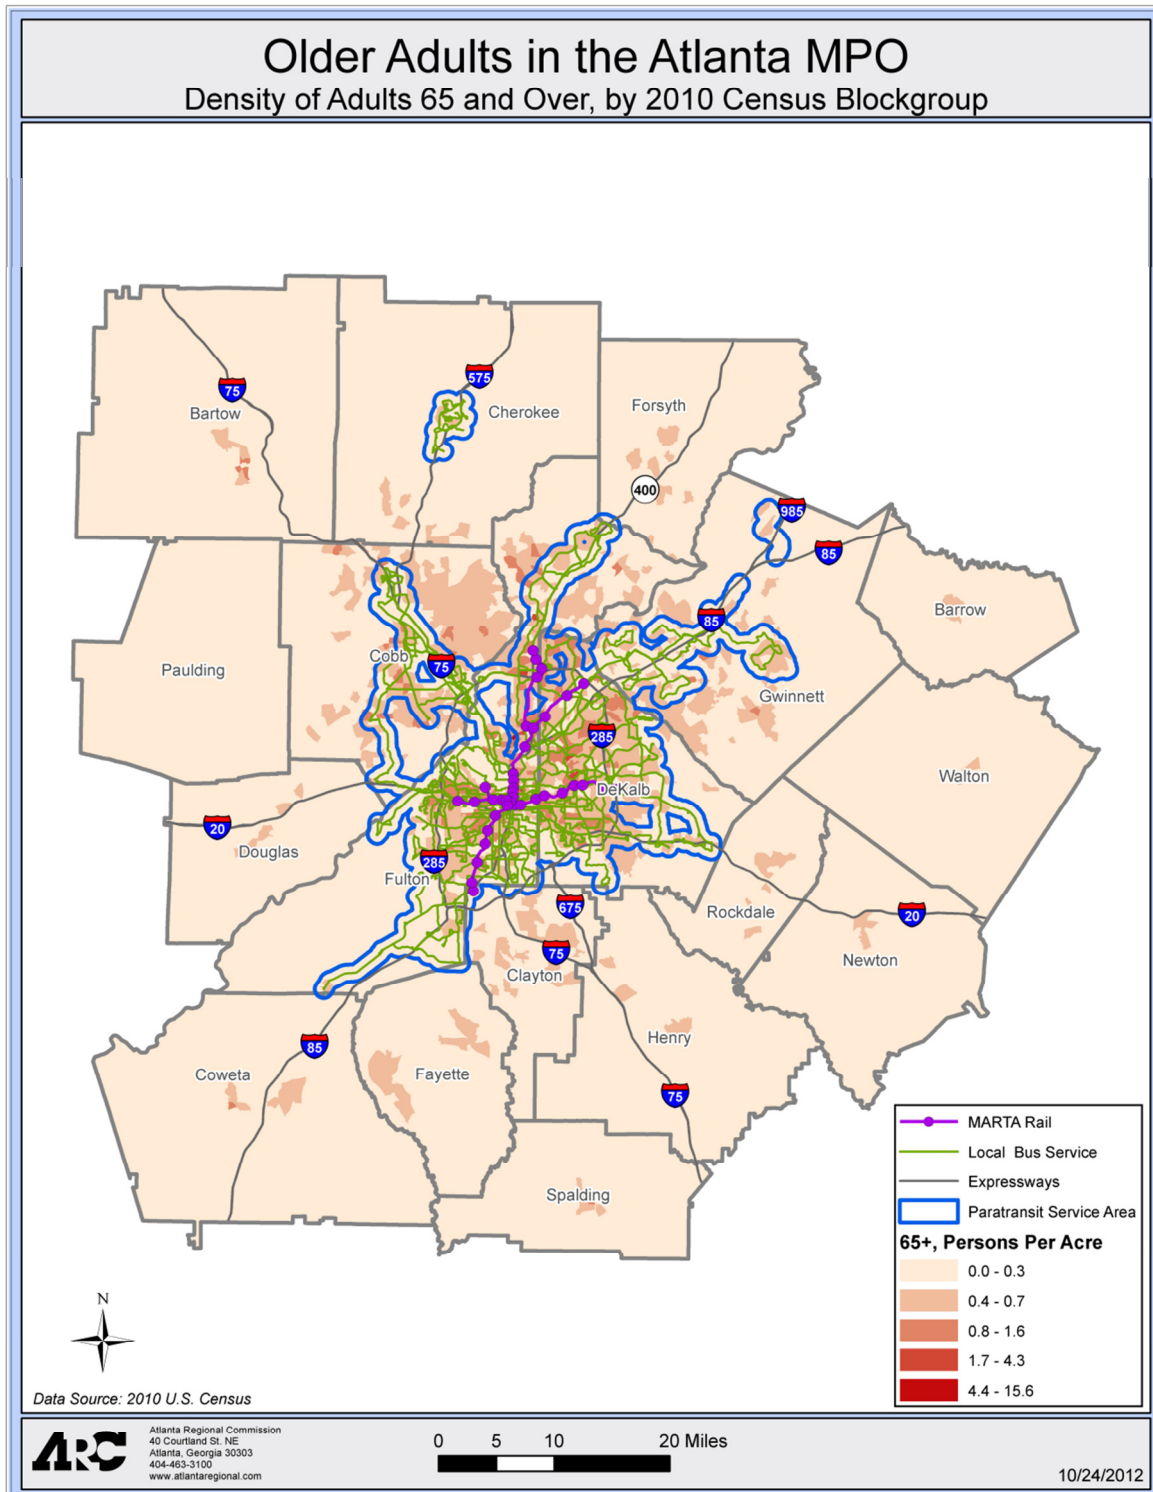 Older Adults in the Atlanta MPO
Density of Adults 65 and Over, by 2010 Census Blockgroup
575
75
Bartow
Cherokee
Forsyth
400
985
85
Barrow
85
Cobb
75
Paulding
Gwinnett
285
Walton
DeKalb
20
Douglas
285
Fulton
675
Rockdale
20
75
Clayton
Newton
Henry
85
Coweta
Fayette
75
Spalding
MARTA Rail
Local Bus Service
Expressways
Paratransit Service Area
65+, Persons Per Acre
0.0 - 0.3
0.4 - 0.7
0.8 - 1.6
1.7 - 4.3
4.4 - 15.6
N
Data Source: 2010 U.S. Census
ARC
Atlanta Regional Commission
40 Courtland St. NE
Atlanta, Georgia 30303
404-463-3100
www.atlantaregional.com
0 5 10 20 Miles
10/24/2012